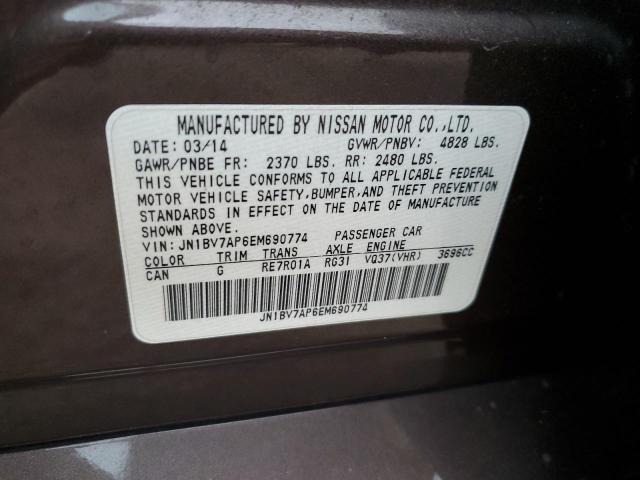 MANUFACTURED BY NISSAN MOTOR CO.,LTD.
DATE: 03/14 GVWR/PNBV: 4828 LBS.
GAWR/PNBE FR: 2370 LBS. RR: 2480 LBS.
THIS VEHICLE CONFORMS TO ALL APPLICABLE FEDERAL
MOTOR VEHICLE SAFETY, BUMPER, AND THEFT PREVENTION
STANDARDS IN EFFECT ON THE DATE OF MANUFACTURE
SHOWN ABOVE.
VIN: JN1BV7AP6EM690774 PASSENGER CAR
COLOR TRIM TRANS AXLE ENGINE
CAN G RE7R01A RG31 VQ37(VHR) 3696CC
JN1BV7AP6EM690774